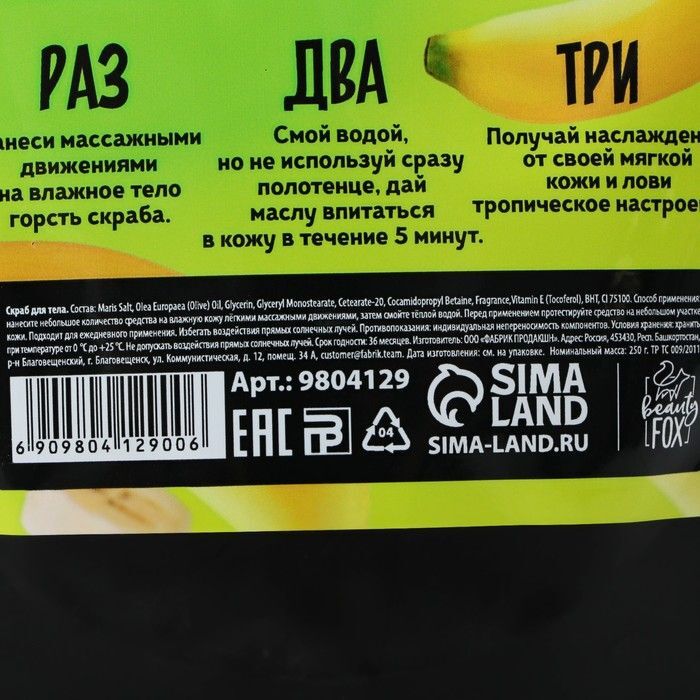 РАЗ
анеси массажными
движениями
на влажное тело
горсть скраба.
ДВА
Смой водой,
но не используй сразу
полотенце, дай
маслу впитаться
в кожу в течение 5 минут.
ТРИ
Получай наслажден
от своей мягкой
кожи и лови
тропическое настрое
Скраб для тела. Состав: Maris Salt, Olea Europaea (Olive) Oil, Glycerin, Glyceryl Monostearate, Cetearate-20, Cocamidopropyl Betaine, Fragrance,Vitamin E (Tocoferol), BHT, CI 75100. Способ применения
нанесите небольшое количество средства на влажную кожу лёгкими массажными движениями, затем смойте тёплой водой. Перед применением протестируйте средство на небольшом участке
кожи. Подходит для ежедневного применения. Избегать воздействия прямых солнечных лучей. Противопоказания: индивидуальная непереносимость компонентов. Условия хранения: хранит
при температуре от 0 °C до +25 °C. Не допускать воздействия прямых солнечных лучей. Срок годности: 36 месяцев. Изготовитель: ООО «ФАБРИК ПРОДАКШН». Адрес: Россия, 453430, Респ. Башкортостан,
р-н Благовещенский, г. Благовещенск, ул. Коммунистическая, д. 12, помещ. 34 А, customer@fabrik.team. Дата изготовления: см. на упаковке. Номинальный масса: 250 г. ТР ТС 009/2011
6 909804 129006
Арт.: 9804129
EAC
04
SIMA
LAND
SIMA-LAND.RU
beauty
FOX